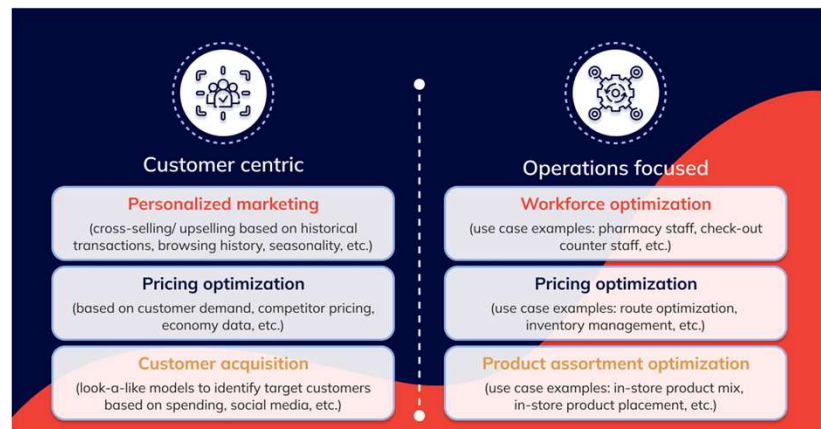 Customer centric
Personalized marketing
(cross-selling/ upselling based on historical
transactions, browsing history, seasonality, etc.)
Pricing optimization
(based on customer demand, competitor pricing,
economy data, etc.)
Customer acquisition
(look-a-like models to identify target customers
based on spending, social media, etc.)
Operations focused
Workforce optimization
(use case examples: pharmacy staff, check-out
counter staff, etc.)
Pricing optimization
(use case examples: route optimization,
inventory management, etc.)
Product assortment optimization
(use case examples: in-store product mix,
in-store product placement, etc.)